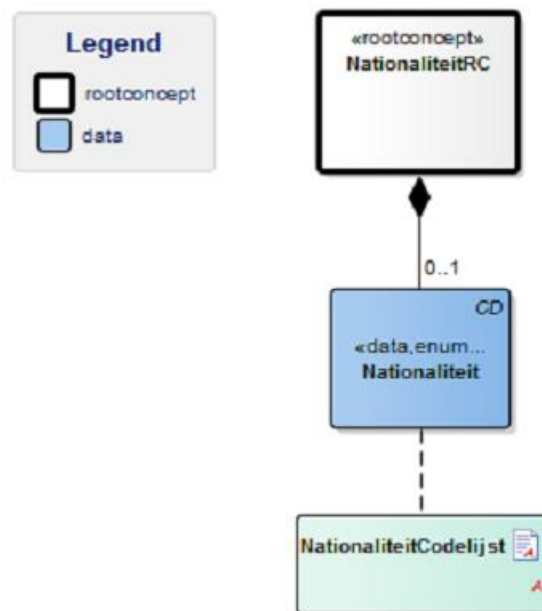 Legend
rootconcept
data
«rootconcept»
NationaliteitRC
0..1
CD
«data,enum...
Nationaliteit
NationaliteitCodelijst
A